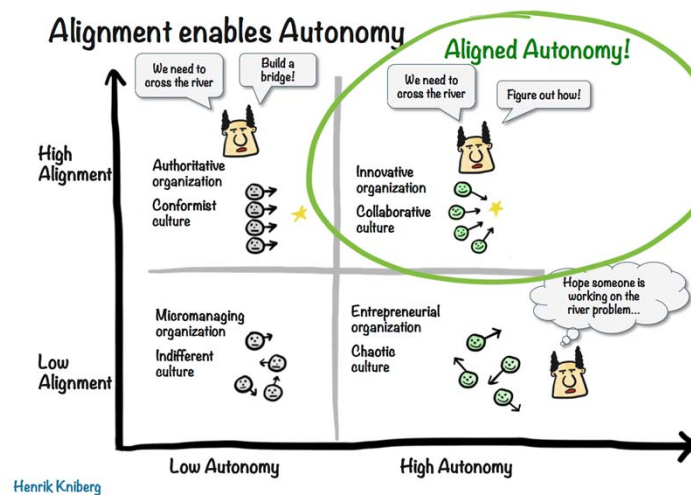 Alignment enables Autonomy
Aligned Autonomy!
We need to
cross the river
Build a
bridge!
We need to
cross the river
Figure out how!
High
Alignment
Authoritative
organization
Conformist
culture
Innovative
organization
Collaborative
culture
Hope someone is
working on the
river problem...
Low
Alignment
Micromanaging
organization
Indifferent
culture
Entrepreneurial
organization
Chaotic
culture
Low Autonomy
High Autonomy
Henrik Kniberg